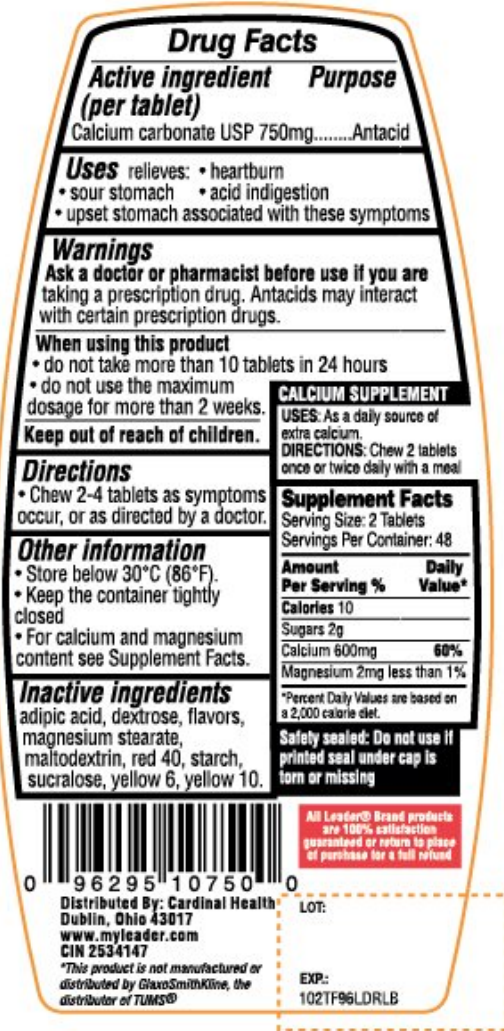 Drug Facts
Active ingredient Purpose
(per tablet)
Calcium carbonate USP 750mg........Antacid
Uses relieves: • heartburn
• sour stomach • acid indigestion
• upset stomach associated with these symptoms
Warnings
Ask a doctor or pharmacist before use if you are
taking a prescription drug. Antacids may interact
with certain prescription drugs.
When using this product
• do not take more than 10 tablets in 24 hours
• do not use the maximum
dosage for more than 2 weeks.
Keep out of reach of children.
Directions
• Chew 2-4 tablets as symptoms
occur, or as directed by a doctor.
Other information
• Store below 30°C (86°F).
• Keep the container tightly
closed
• For calcium and magnesium
content see Supplement Facts.
Inactive ingredients
adipic acid, dextrose, flavors,
magnesium stearate,
maltodextrin, red 40, starch,
sucralose, yellow 6, yellow 10.
CALCIUM SUPPLEMENT
USES: As a daily source of
extra calcium.
DIRECTIONS: Chew 2 tablets
once or twice daily with a meal
Supplement Facts
Serving Size: 2 Tablets
Servings Per Container: 48
Amount Daily
Per Serving % Value*
Calories 10
Sugars 2g
Calcium 600mg 60%
Magnesium 2mg less than 1%
*Percent Daily Values are based on
a 2,000 calorie diet.
Safety sealed: Do not use if
printed seal under cap is
torn or missing
All Leader® Brand products
are 100% satisfaction
guaranteed or return to place
of purchase for a full refund
0 96295 10750 0
Distributed By: Cardinal Health
Dublin, Ohio 43017
www.myleader.com
CIN 2534147
*This product is not manufactured or
distributed by GlaxoSmithKline, the
distributor of TUMS®
LOT:
EXP.:
102TF96LDRLB